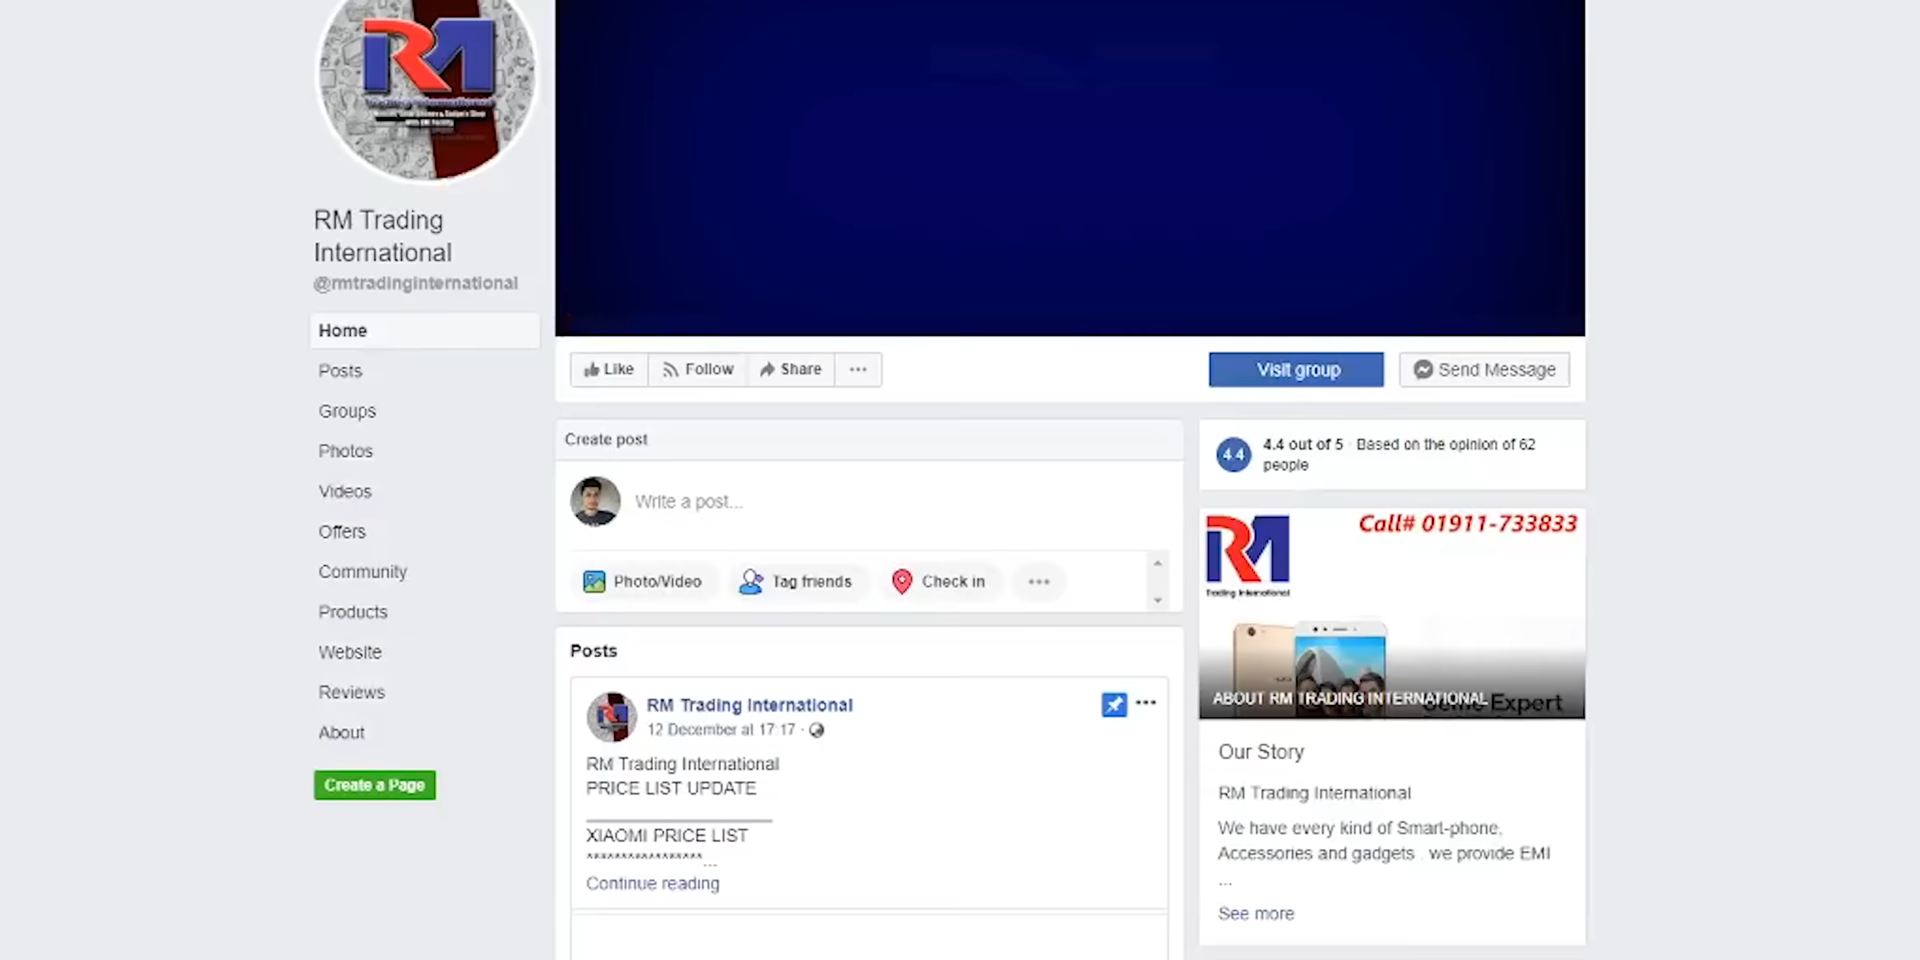 RM
RM Trading
International
@rmtradinginternational
Home
Posts
Groups
Photos
Videos
Offers
Community
Products
Website
Reviews
About
Create a Page
Like
Follow
Share
...
Visit group
Send Message
Create post
Write a post...
Photo/Video
Tag friends
Check in
...
Posts
RM Trading International
12 December at 17:17 ·
RM Trading International
PRICE LIST UPDATE
XIAOMI PRICE LIST
*****************...
Continue reading
4.4
4.4 out of 5 · Based on the opinion of 62
people
RM
Trading International
Call# 01911-733833
ABOUT RM TRADING INTERNATIONAL
Expert
Our Story
RM Trading International
We have every kind of Smart-phone,
Accessories and gadgets . we provide EMI
...
See more